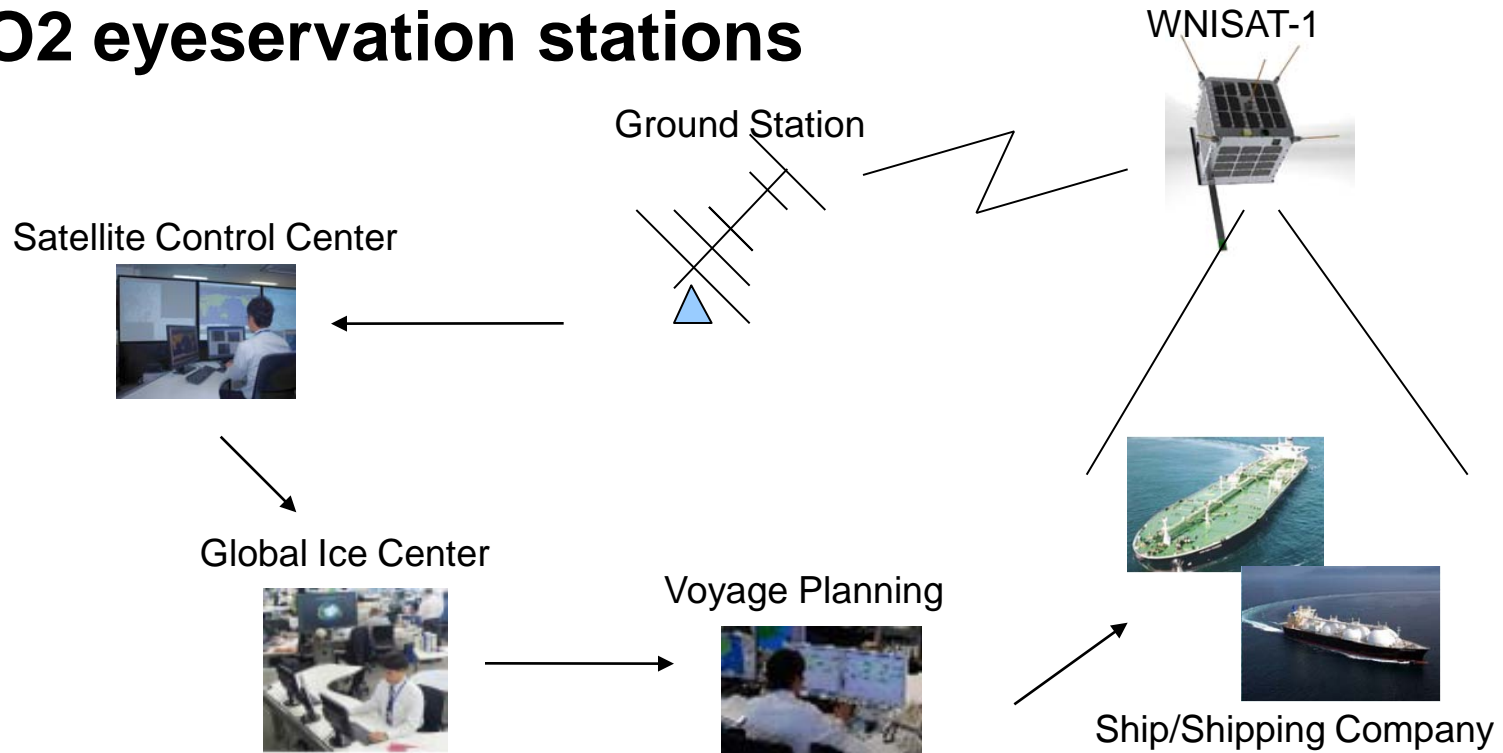 O2 eyeservation stations
WNISAT-1
Ground Station
Satellite Control Center
Global Ice Center
Voyage Planning
Ship/Shipping Company